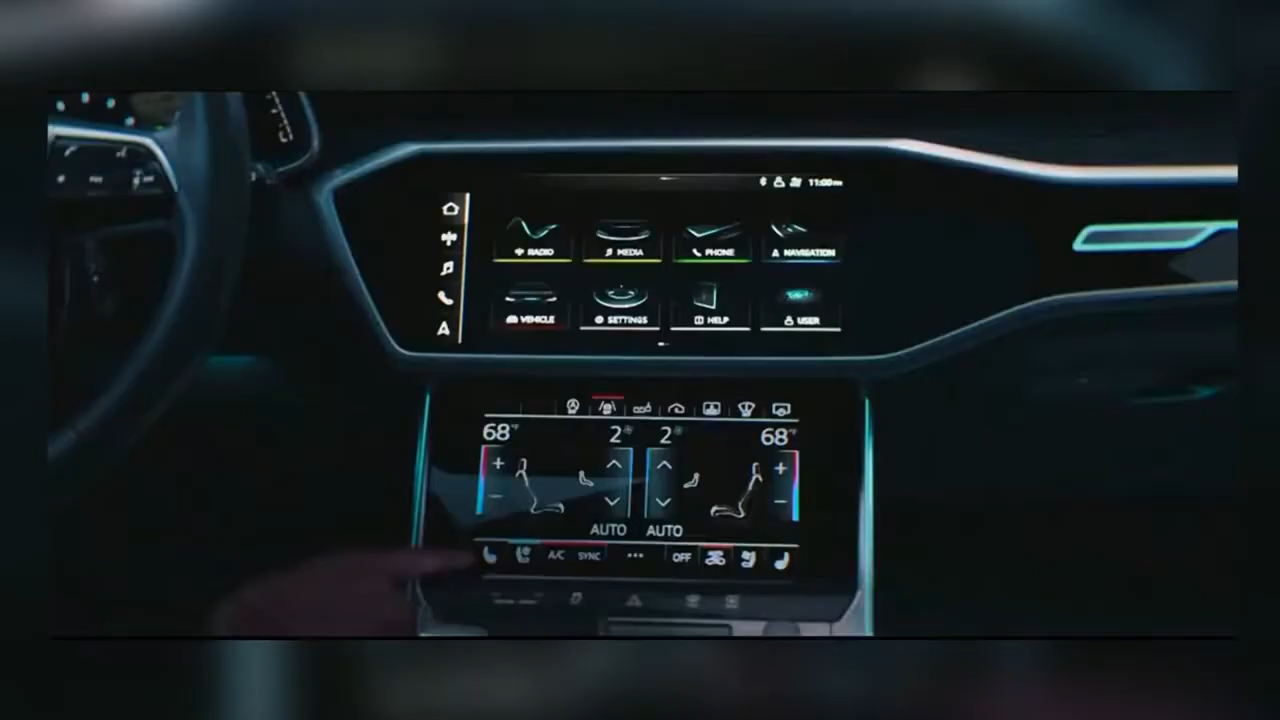 11:00
RADIO MEDIA PHONE NAVIGATION
VEHICLE SETTINGS HELP USER
68°F 2 2 68°F
AUTO AUTO
A/C SYNC OFF